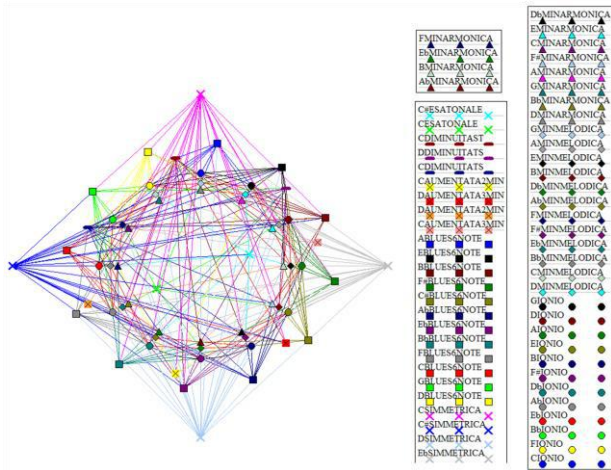 FMINARMONICA
EbMINARMONICA
BMINARMONICA
AbMINARMONICA
C#ESATONALE
CESATONALE
CDIMINUITAST
DDIMINUITATS
CDIMINUITATS
CAUMENTATA2MIN
DAUMENTATA3MIN
DAUMENTATA2MIN
CAUMENTATA3MIN
ABLUES6NOTE
EBLUES6NOTE
BBLUES6NOTE
F#BLUES6NOTE
C#BLUES6NOTE
AbBLUES6NOTE
EbBLUES6NOTE
BbBLUES6NOTE
FBLUES6NOTE
CBLUES6NOTE
GBLUES6NOTE
DBLUES6NOTE
CSIMMETRICA
C#SIMMETRICA
DSIMMETRICA
EbSIMMETRICA
DbMINARMONICA
EMINARMONICA
CMINARMONICA
F#MINARMONICA
AMINARMONICA
GMINARMONICA
BbMINARMONICA
DMINARMONICA
GMINMELODICA
AMINMELODICA
EMINMELODICA
BMINMELODICA
DbMINMELODICA
AbMINMELODICA
FMINMELODICA
F#MINMELODICA
EbMINMELODICA
BbMINMELODICA
CMINMELODICA
DMINMELODICA
GIONIO
DIONIO
AIONIO
EIONIO
BIONIO
F#IONIO
DbIONIO
AbIONIO
EbIONIO
BbIONIO
FIONIO
CIONIO